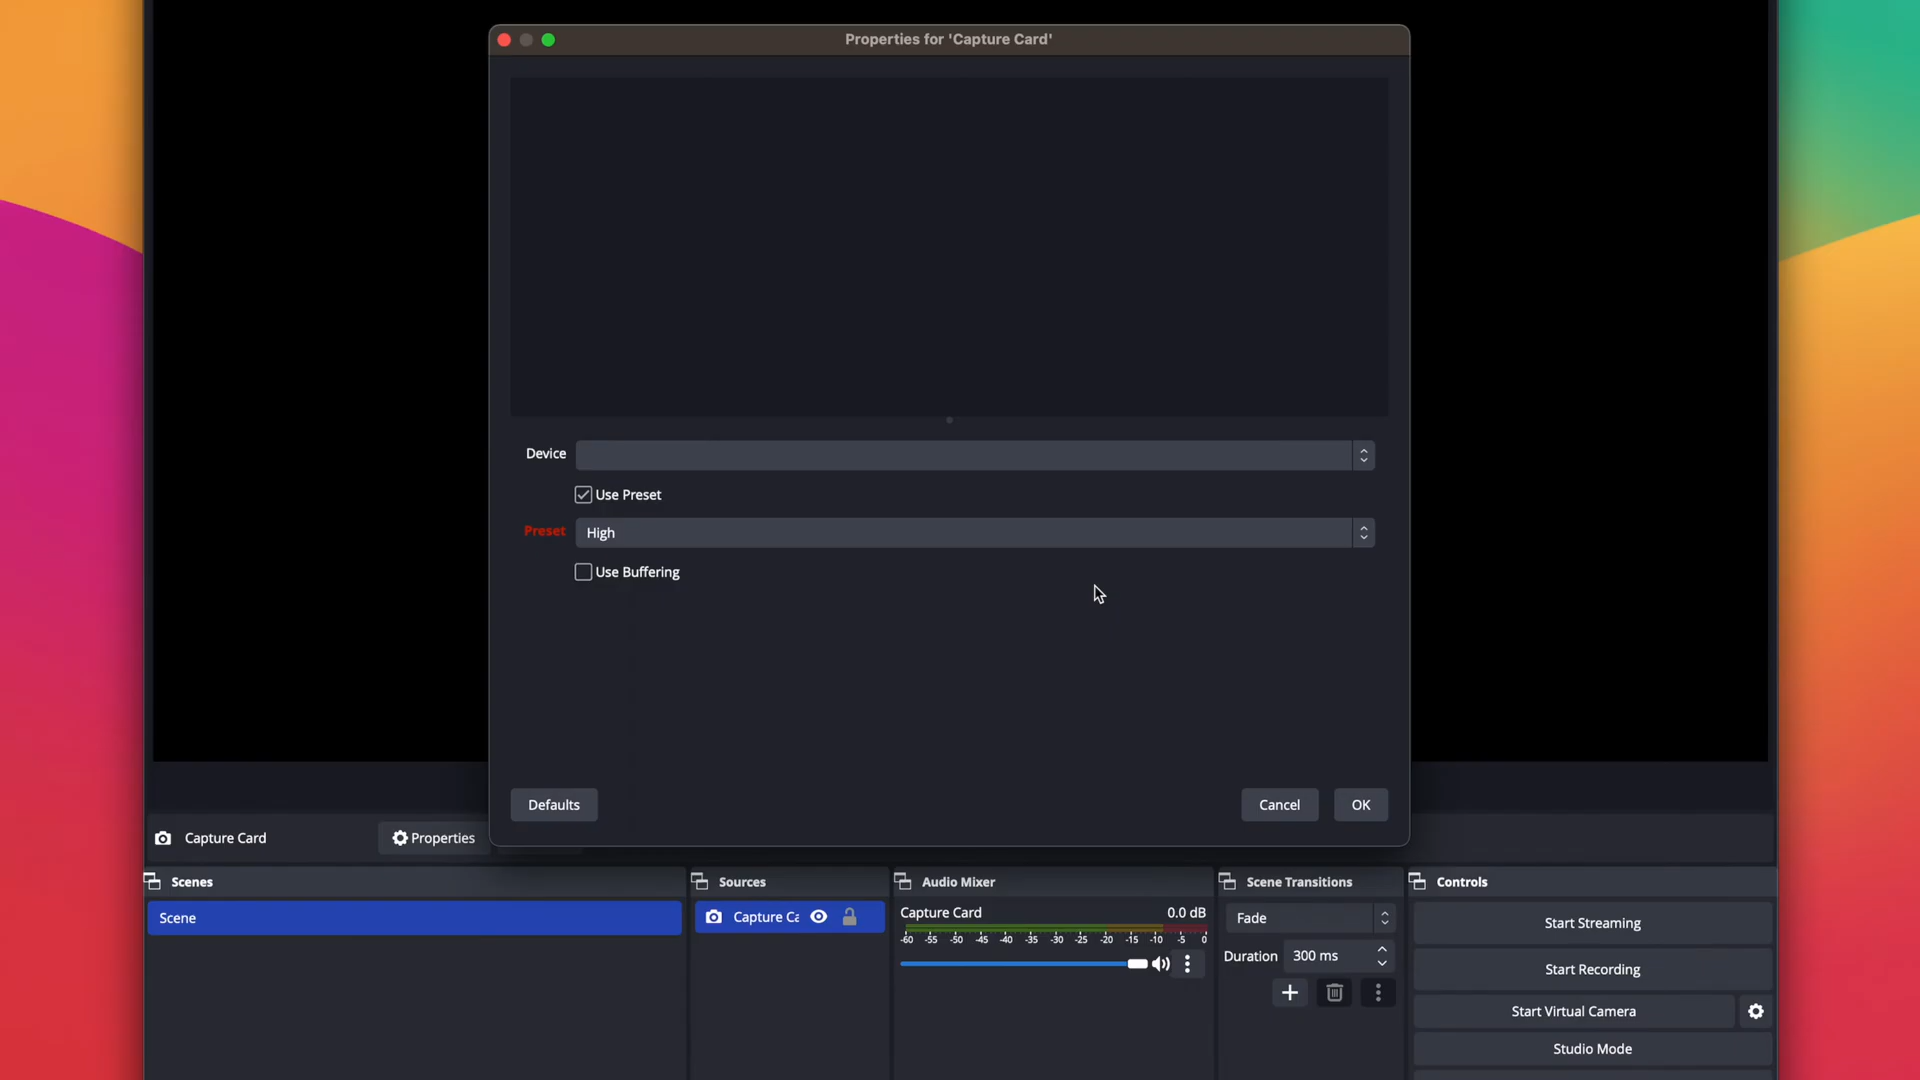 Properties for 'Capture Card'
Device
Use Preset
Preset
High
Use Buffering
Defaults
Cancel
OK
Capture Card
Properties
Scenes
Scene
Sources
Capture Ca
Audio Mixer
Capture Card
0.0 dB
-60 -55 -50 -45 -40 -35 -30 -25 -20 -15 -10 -5 0
Scene Transitions
Fade
Duration
300 ms
Controls
Start Streaming
Start Recording
Start Virtual Camera
Studio Mode